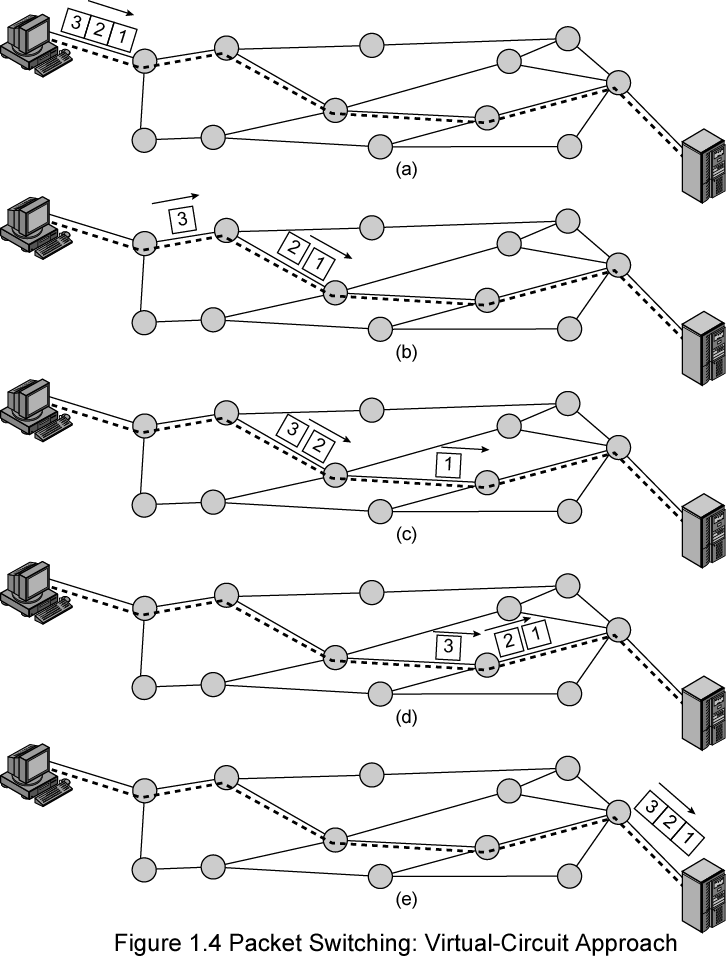 3 2 1
(a)
3
2 1
(b)
3 2
1
(c)
3
2 1
(d)
3 2 1
(e)
Figure 1.4 Packet Switching: Virtual-Circuit Approach